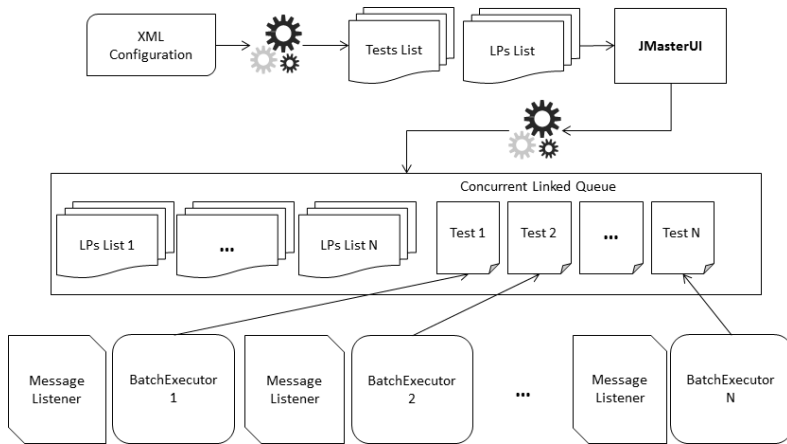 XML
Configuration
Tests List
LPs List
JMasterUI
Concurrent Linked Queue
LPs List 1
...
LPs List N
Test 1
Test 2
...
Test N
Message
Listener
BatchExecutor
1
Message
Listener
BatchExecutor
2
...
Message
Listener
BatchExecutor
N